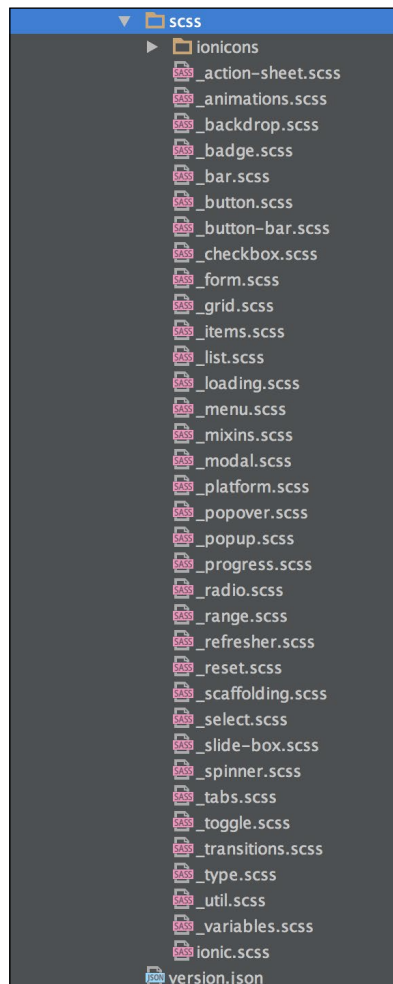 scss
ionicons
_action-sheet.scss
_animations.scss
_backdrop.scss
_badge.scss
_bar.scss
_button.scss
_button-bar.scss
_checkbox.scss
_form.scss
_grid.scss
_items.scss
_list.scss
_loading.scss
_menu.scss
_mixins.scss
_modal.scss
_platform.scss
_popover.scss
_popup.scss
_progress.scss
_radio.scss
_range.scss
_refresher.scss
_reset.scss
_scaffolding.scss
_select.scss
_slide-box.scss
_spinner.scss
_tabs.scss
_toggle.scss
_transitions.scss
_type.scss
_util.scss
_variables.scss
ionic.scss
version.json